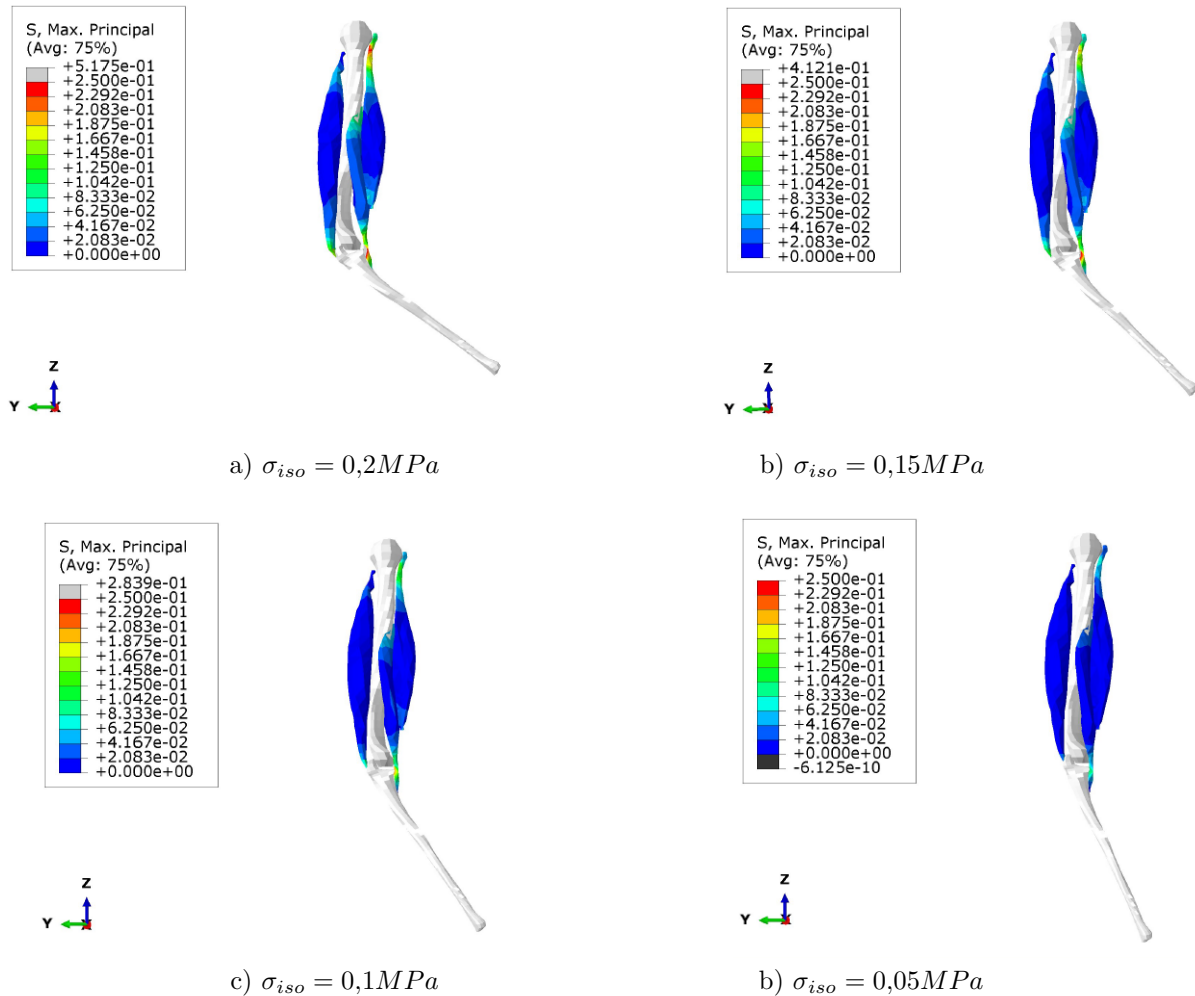 S, Max. Principal
(Avg: 75%)
+5.175e-01
+2.500e-01
+2.292e-01
+2.083e-01
+1.875e-01
+1.667e-01
+1.458e-01
+1.250e-01
+1.042e-01
+8.333e-02
+6.250e-02
+4.167e-02
+2.083e-02
+0.000e+00
Z
Y
X
a) σ_iso = 0,2MPa
S, Max. Principal
(Avg: 75%)
+4.121e-01
+2.500e-01
+2.292e-01
+2.083e-01
+1.875e-01
+1.667e-01
+1.458e-01
+1.250e-01
+1.042e-01
+8.333e-02
+6.250e-02
+4.167e-02
+2.083e-02
+0.000e+00
Z
Y
X
b) σ_iso = 0,15MPa
S, Max. Principal
(Avg: 75%)
+2.839e-01
+2.500e-01
+2.292e-01
+2.083e-01
+1.875e-01
+1.667e-01
+1.458e-01
+1.250e-01
+1.042e-01
+8.333e-02
+6.250e-02
+4.167e-02
+2.083e-02
+0.000e+00
Z
Y
X
c) σ_iso = 0,1MPa
S, Max. Principal
(Avg: 75%)
+2.500e-01
+2.292e-01
+2.083e-01
+1.875e-01
+1.667e-01
+1.458e-01
+1.250e-01
+1.042e-01
+8.333e-02
+6.250e-02
+4.167e-02
+2.083e-02
+0.000e+00
-6.125e-10
Z
Y
X
b) σ_iso = 0,05MPa